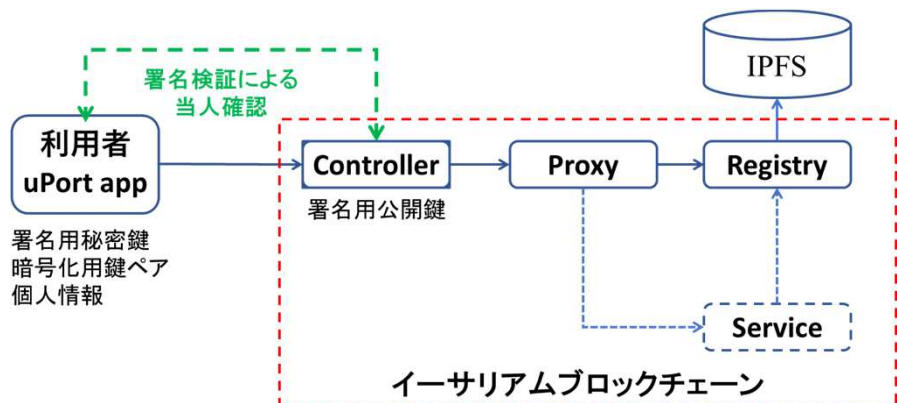 IPFS
署名検証による
当人確認
利用者
uPort app
Controller
Proxy
Registry
署名用公開鍵
署名用秘密鍵
暗号化用鍵ペア
個人情報
Service
イーサリアムブロックチェーン